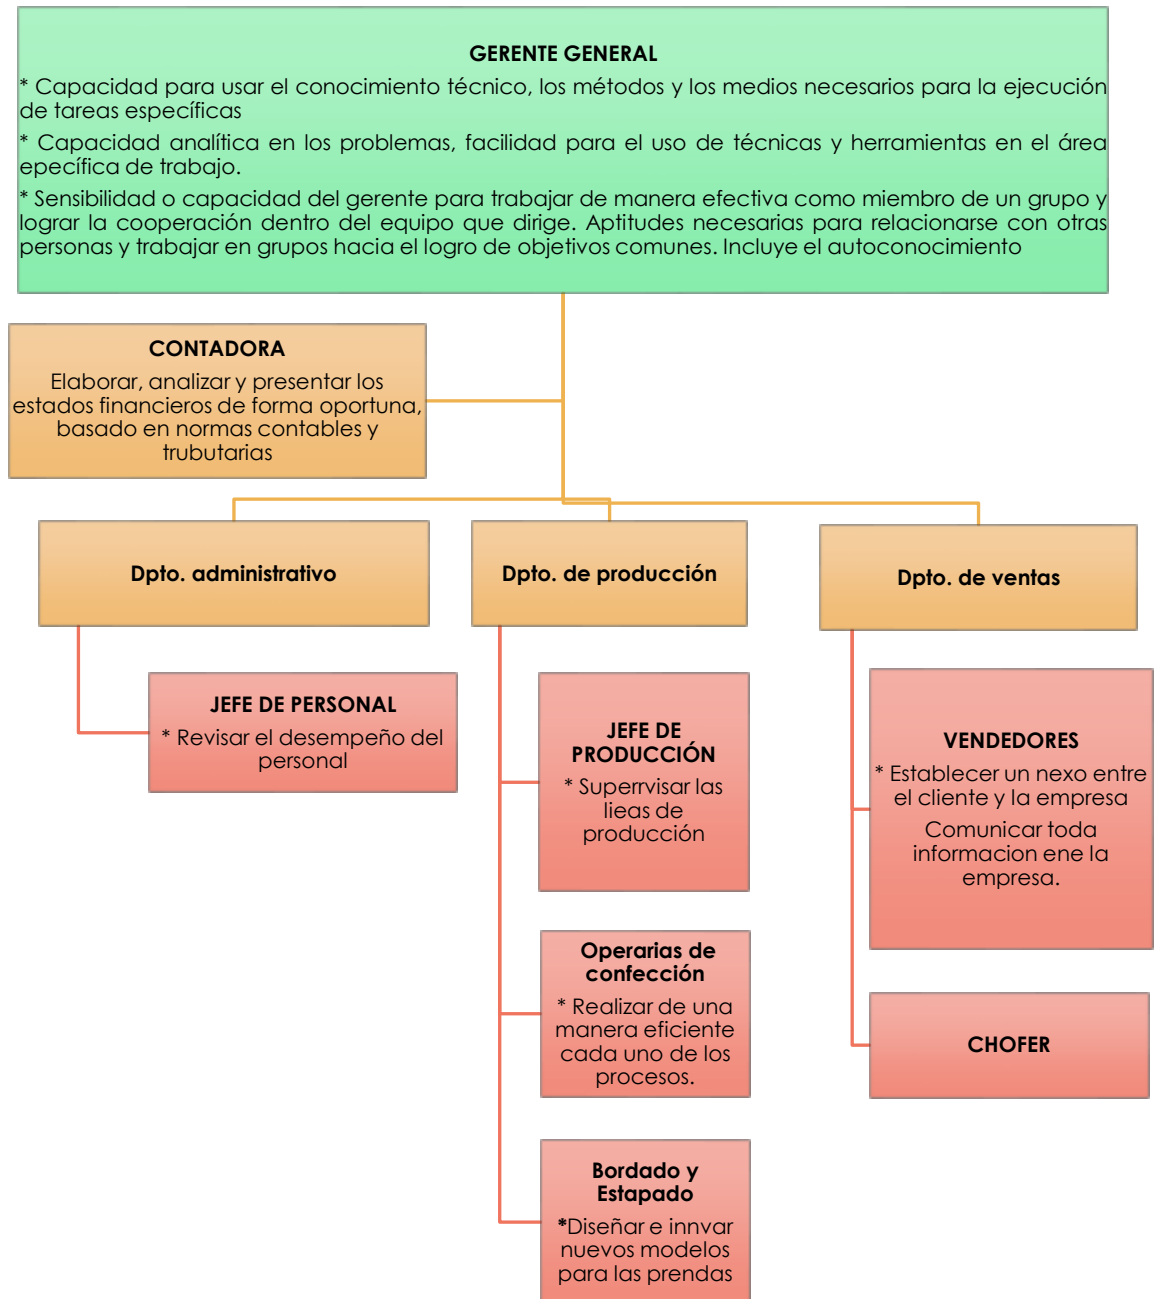 GERENTE GENERAL
* Capacidad para usar el conocimiento técnico, los métodos y los medios necesarios para la ejecución
de tareas específicas
* Capacidad analítica en los problemas, facilidad para el uso de técnicas y herramientas en el área
epecífica de trabajo.
* Sensibilidad o capacidad del gerente para trabajar de manera efectiva como miembro de un grupo y
lograr la cooperación dentro del equipo que dirige. Aptitudes necesarias para relacionarse con otras
personas y trabajar en grupos hacia el logro de objetivos comunes. Incluye el autoconocimiento
CONTADORA
Elaborar, analizar y presentar los
estados financieros de forma oportuna,
basado en normas contables y
trubutarias
Dpto. administrativo
JEFE DE PERSONAL
* Revisar el desempeño del
personal
Dpto. de producción
JEFE DE
PRODUCCIÓN
* Superrvisar las
lieas de
producción
Operarias de
confección
* Realizar de una
manera eficiente
cada uno de los
procesos.
Bordado y
Estapado
*Diseñar e innvar
nuevos modelos
para las prendas
Dpto. de ventas
VENDEDORES
* Establecer un nexo entre
el cliente y la empresa
Comunicar toda
informacion ene la
empresa.
CHOFER